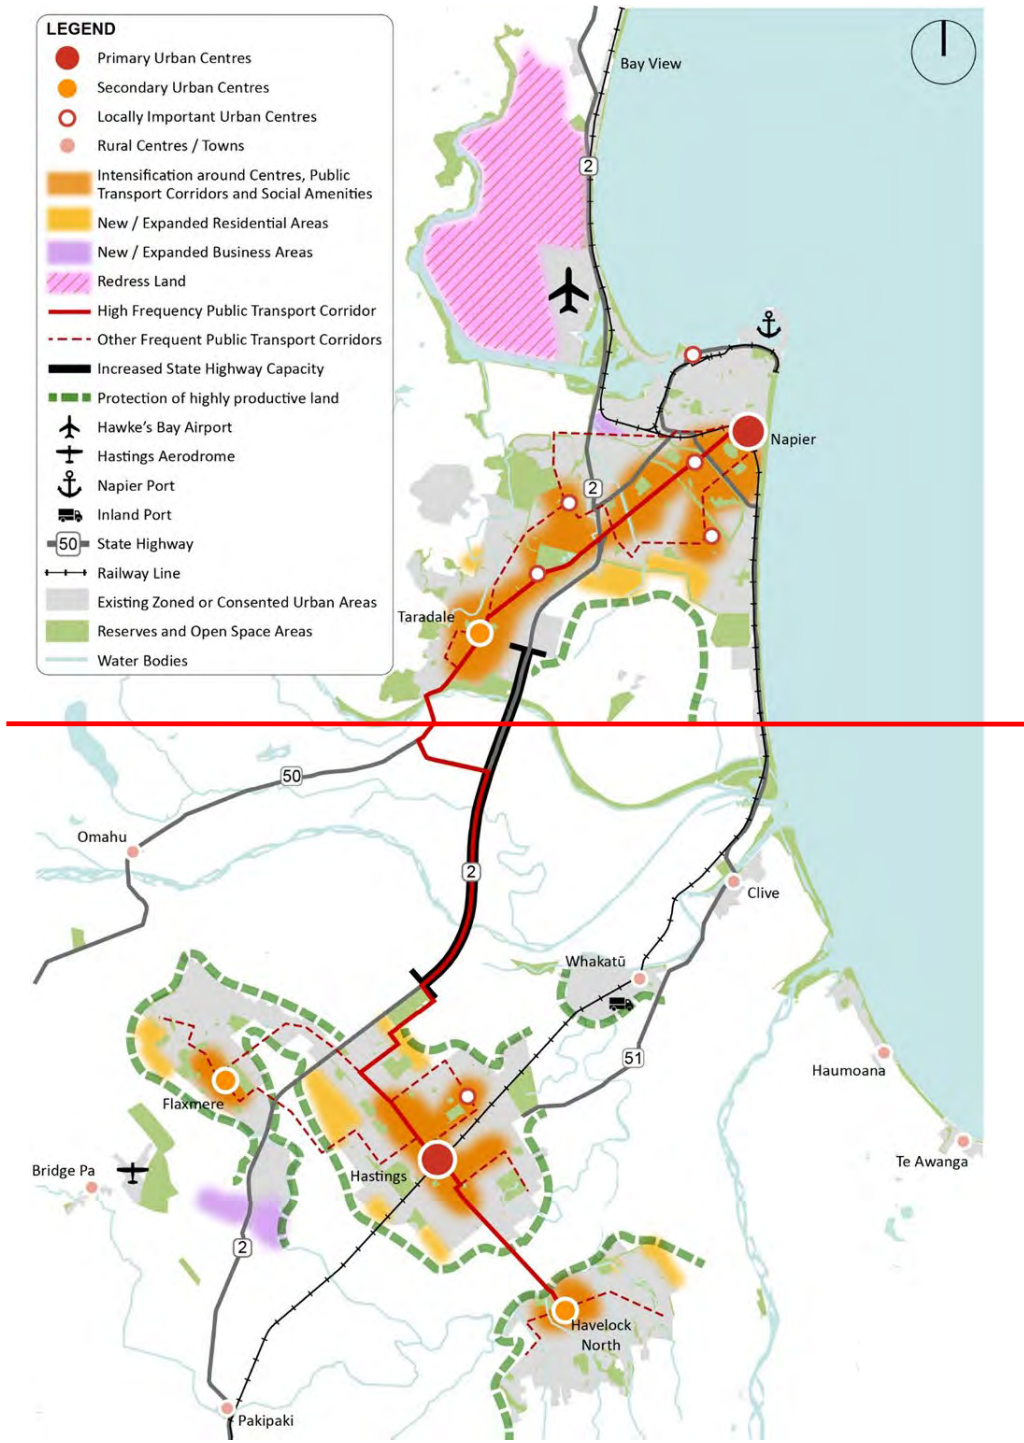 LEGEND
Primary Urban Centres
Secondary Urban Centres
Locally Important Urban Centres
Rural Centres / Towns
Intensification around Centres, Public
Transport Corridors and Social Amenities
New / Expanded Residential Areas
New / Expanded Business Areas
Redress Land
High Frequency Public Transport Corridor
Other Frequent Public Transport Corridors
Increased State Highway Capacity
Protection of highly productive land
Hawke's Bay Airport
Hastings Aerodrome
Napier Port
Inland Port
50 State Highway
Railway Line
Existing Zoned or Consented Urban Areas
Reserves and Open Space Areas
Water Bodies
Bay View
2
Napier
2
Taradale
50
Omahu
2
Clive
Whakatū
51
Haumoana
Flaxmere
Te Awanga
Bridge Pa
Hastings
2
Havelock
North
Pakipaki